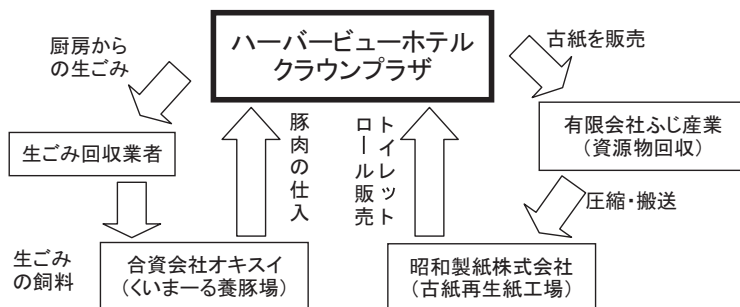 ハーバービューホテル
クラウンプラザ
厨房から
の生ごみ
古紙を販売
生ごみ回収業者
豚肉の仕入
トイレット
ロール販売
有限会社ふじ産業
（資源物回収）
圧縮・搬送
生ごみ
の飼料
合資会社オキスイ
（くいまーる養豚場）
昭和製紙株式会社
（古紙再生紙工場）